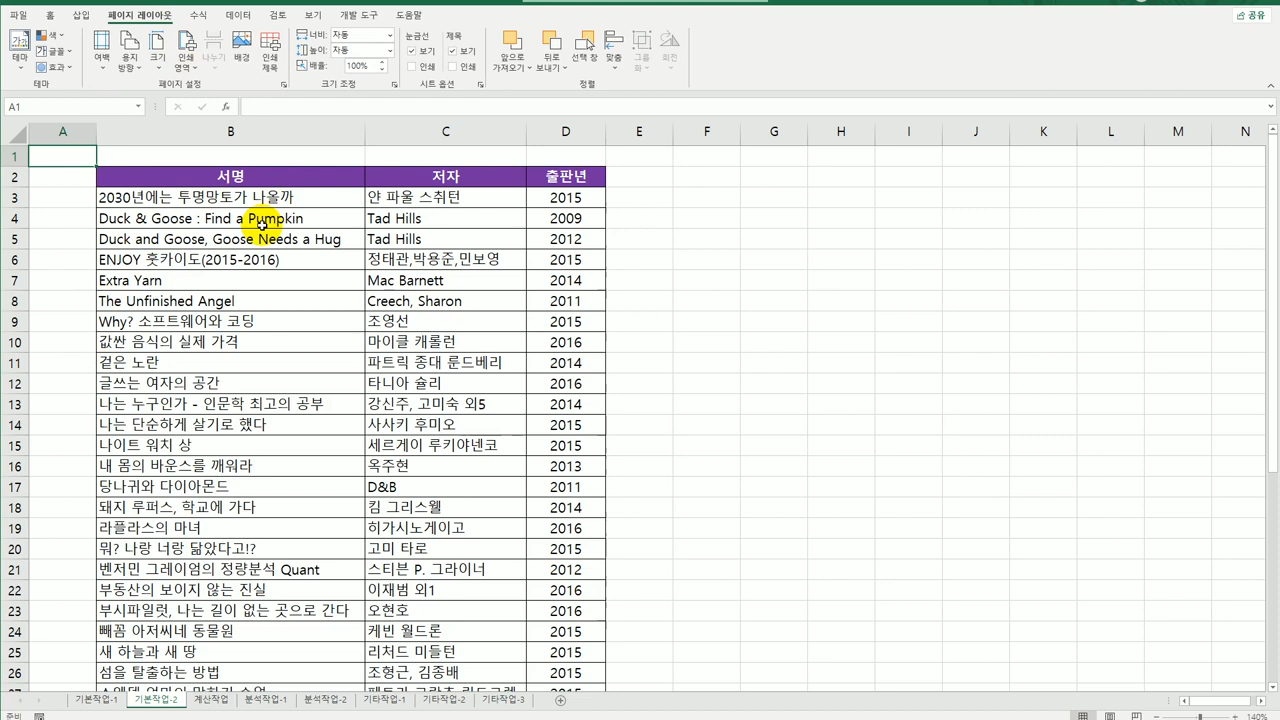 파일 홈 삽입 페이지 레이아웃 수식 데이터 검토 보기 개발 도구 도움말 공유
색 너비: 자동 눈금선 제목
가가 글꼴 높이: 자동 보기 보기
테마 효과 여백 용지 방향 크기 인쇄 영역 나누기 배경 인쇄 제목 배율: 100% 인쇄 인쇄 앞으로 가져오기 뒤로 보내기 선택 창 맞춤 그룹화 회전
테마 페이지 설정 크기 조정 시트 옵션 정렬
A1 fx
A B C D E F G H I J K L M N
1
2 서명 저자 출판년
3 2030년에는 투명망토가 나올까 얀 파울 스취턴 2015
4 Duck & Goose : Find a Pumpkin Tad Hills 2009
5 Duck and Goose, Goose Needs a Hug Tad Hills 2012
6 ENJOY 홋카이도(2015-2016) 정태관,박용준,민보영 2015
7 Extra Yarn Mac Barnett 2014
8 The Unfinished Angel Creech, Sharon 2011
9 Why? 소프트웨어와 코딩 조영선 2015
10 값싼 음식의 실제 가격 마이클 캐롤런 2016
11 겉은 노란 파트릭 종대 룬드베리 2014
12 글쓰는 여자의 공간 타니아 슐리 2016
13 나는 누구인가 - 인문학 최고의 공부 강신주, 고미숙 외5 2014
14 나는 단순하게 살기로 했다 사사키 후미오 2015
15 나이트 워치 상 세르게이 루키야넨코 2015
16 내 몸의 바운스를 깨워라 옥주현 2013
17 당나귀와 다이아몬드 D&B 2011
18 돼지 루퍼스, 학교에 가다 킴 그리스웰 2014
19 라플라스의 마녀 히가시노게이고 2016
20 뭐? 나랑 너랑 닮았다고!? 고미 타로 2015
21 벤저민 그레이엄의 정량분석 Quant 스티븐 P. 그라이너 2012
22 부동산의 보이지 않는 진실 이재범 외1 2016
23 부시파일럿, 나는 길이 없는 곳으로 간다 오현호 2016
24 빼꼼 아저씨네 동물원 케빈 월드론 2015
25 새 하늘과 새 땅 리처드 미들턴 2015
26 섬을 탈출하는 방법 조형근, 김종배 2015
기본작업-1 기본작업-2 계산작업 분석작업-1 분석작업-2 기타작업-1 기타작업-2 기타작업-3
준비 140%